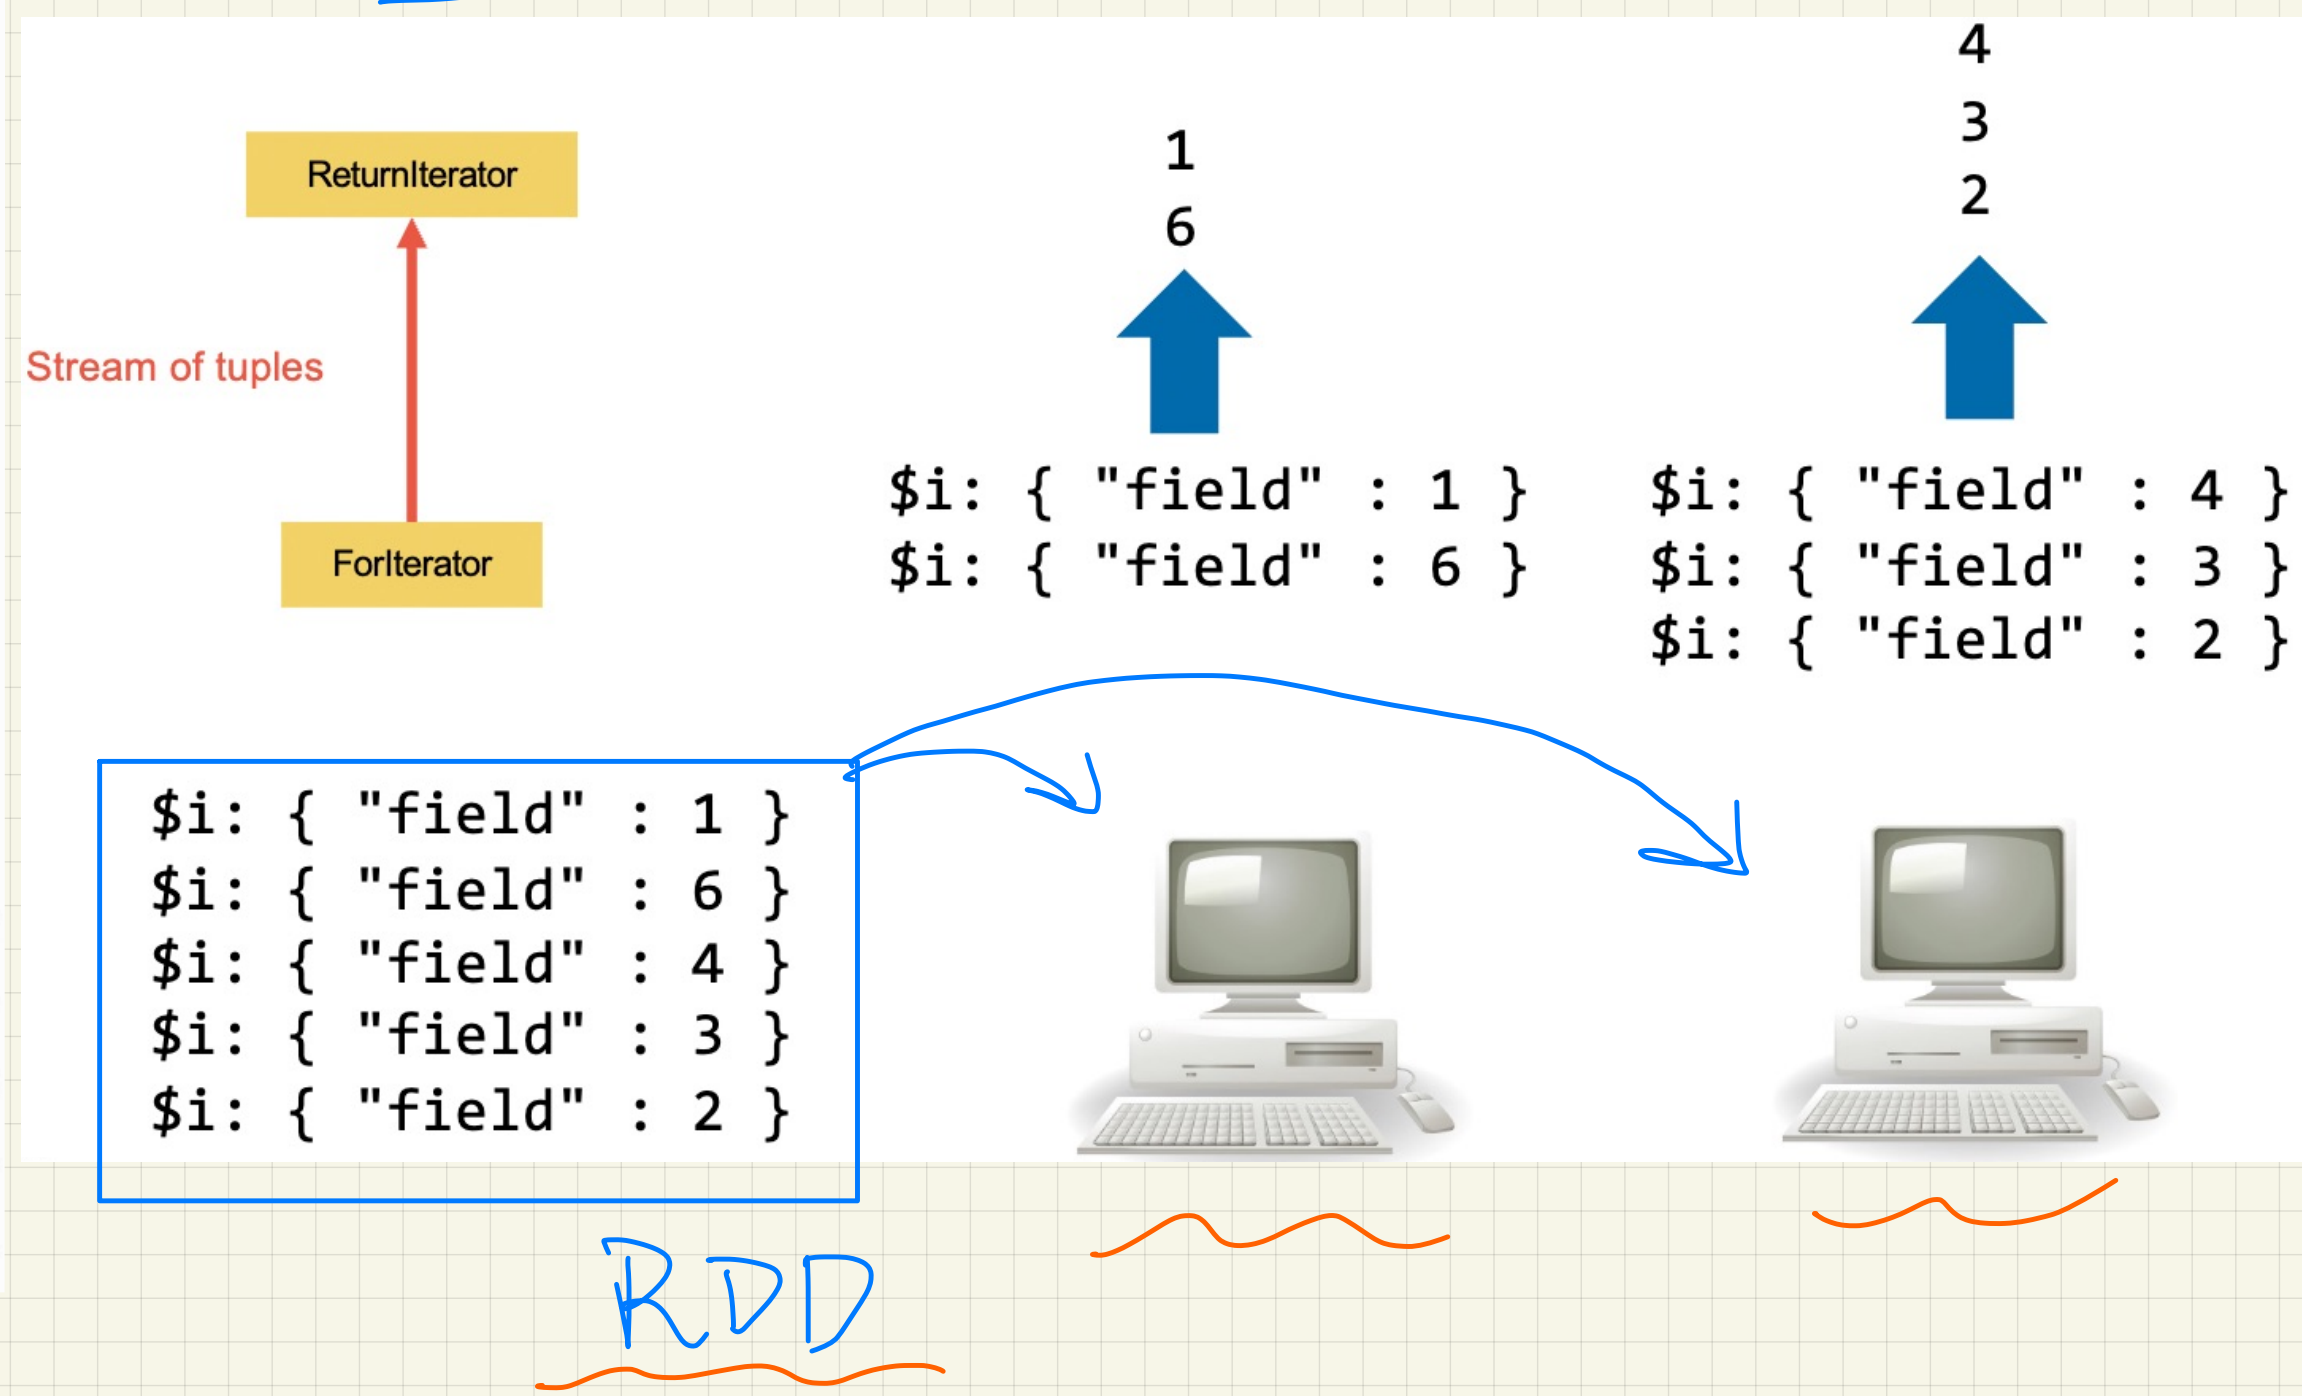 ReturnIterator
Stream of tuples
ForIterator
1
6
4
3
2
$i: { "field" : 1 }
$i: { "field" : 6 }
$i: { "field" : 4 }
$i: { "field" : 3 }
$i: { "field" : 2 }
$i: { "field" : 1 }
$i: { "field" : 6 }
$i: { "field" : 4 }
$i: { "field" : 3 }
$i: { "field" : 2 }
RDD